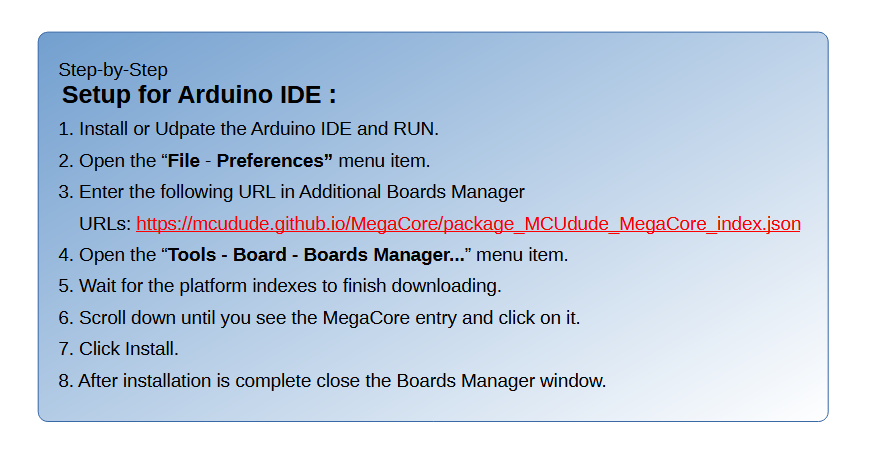 Step-by-Step
Setup for Arduino IDE :
1. Install or Udpate the Arduino IDE and RUN.
2. Open the “File - Preferences” menu item.
3. Enter the following URL in Additional Boards Manager
URLs: https://mcudude.github.io/MegaCore/package_MCUdude_MegaCore_index.json
4. Open the “Tools - Board - Boards Manager...” menu item.
5. Wait for the platform indexes to finish downloading.
6. Scroll down until you see the MegaCore entry and click on it.
7. Click Install.
8. After installation is complete close the Boards Manager window.